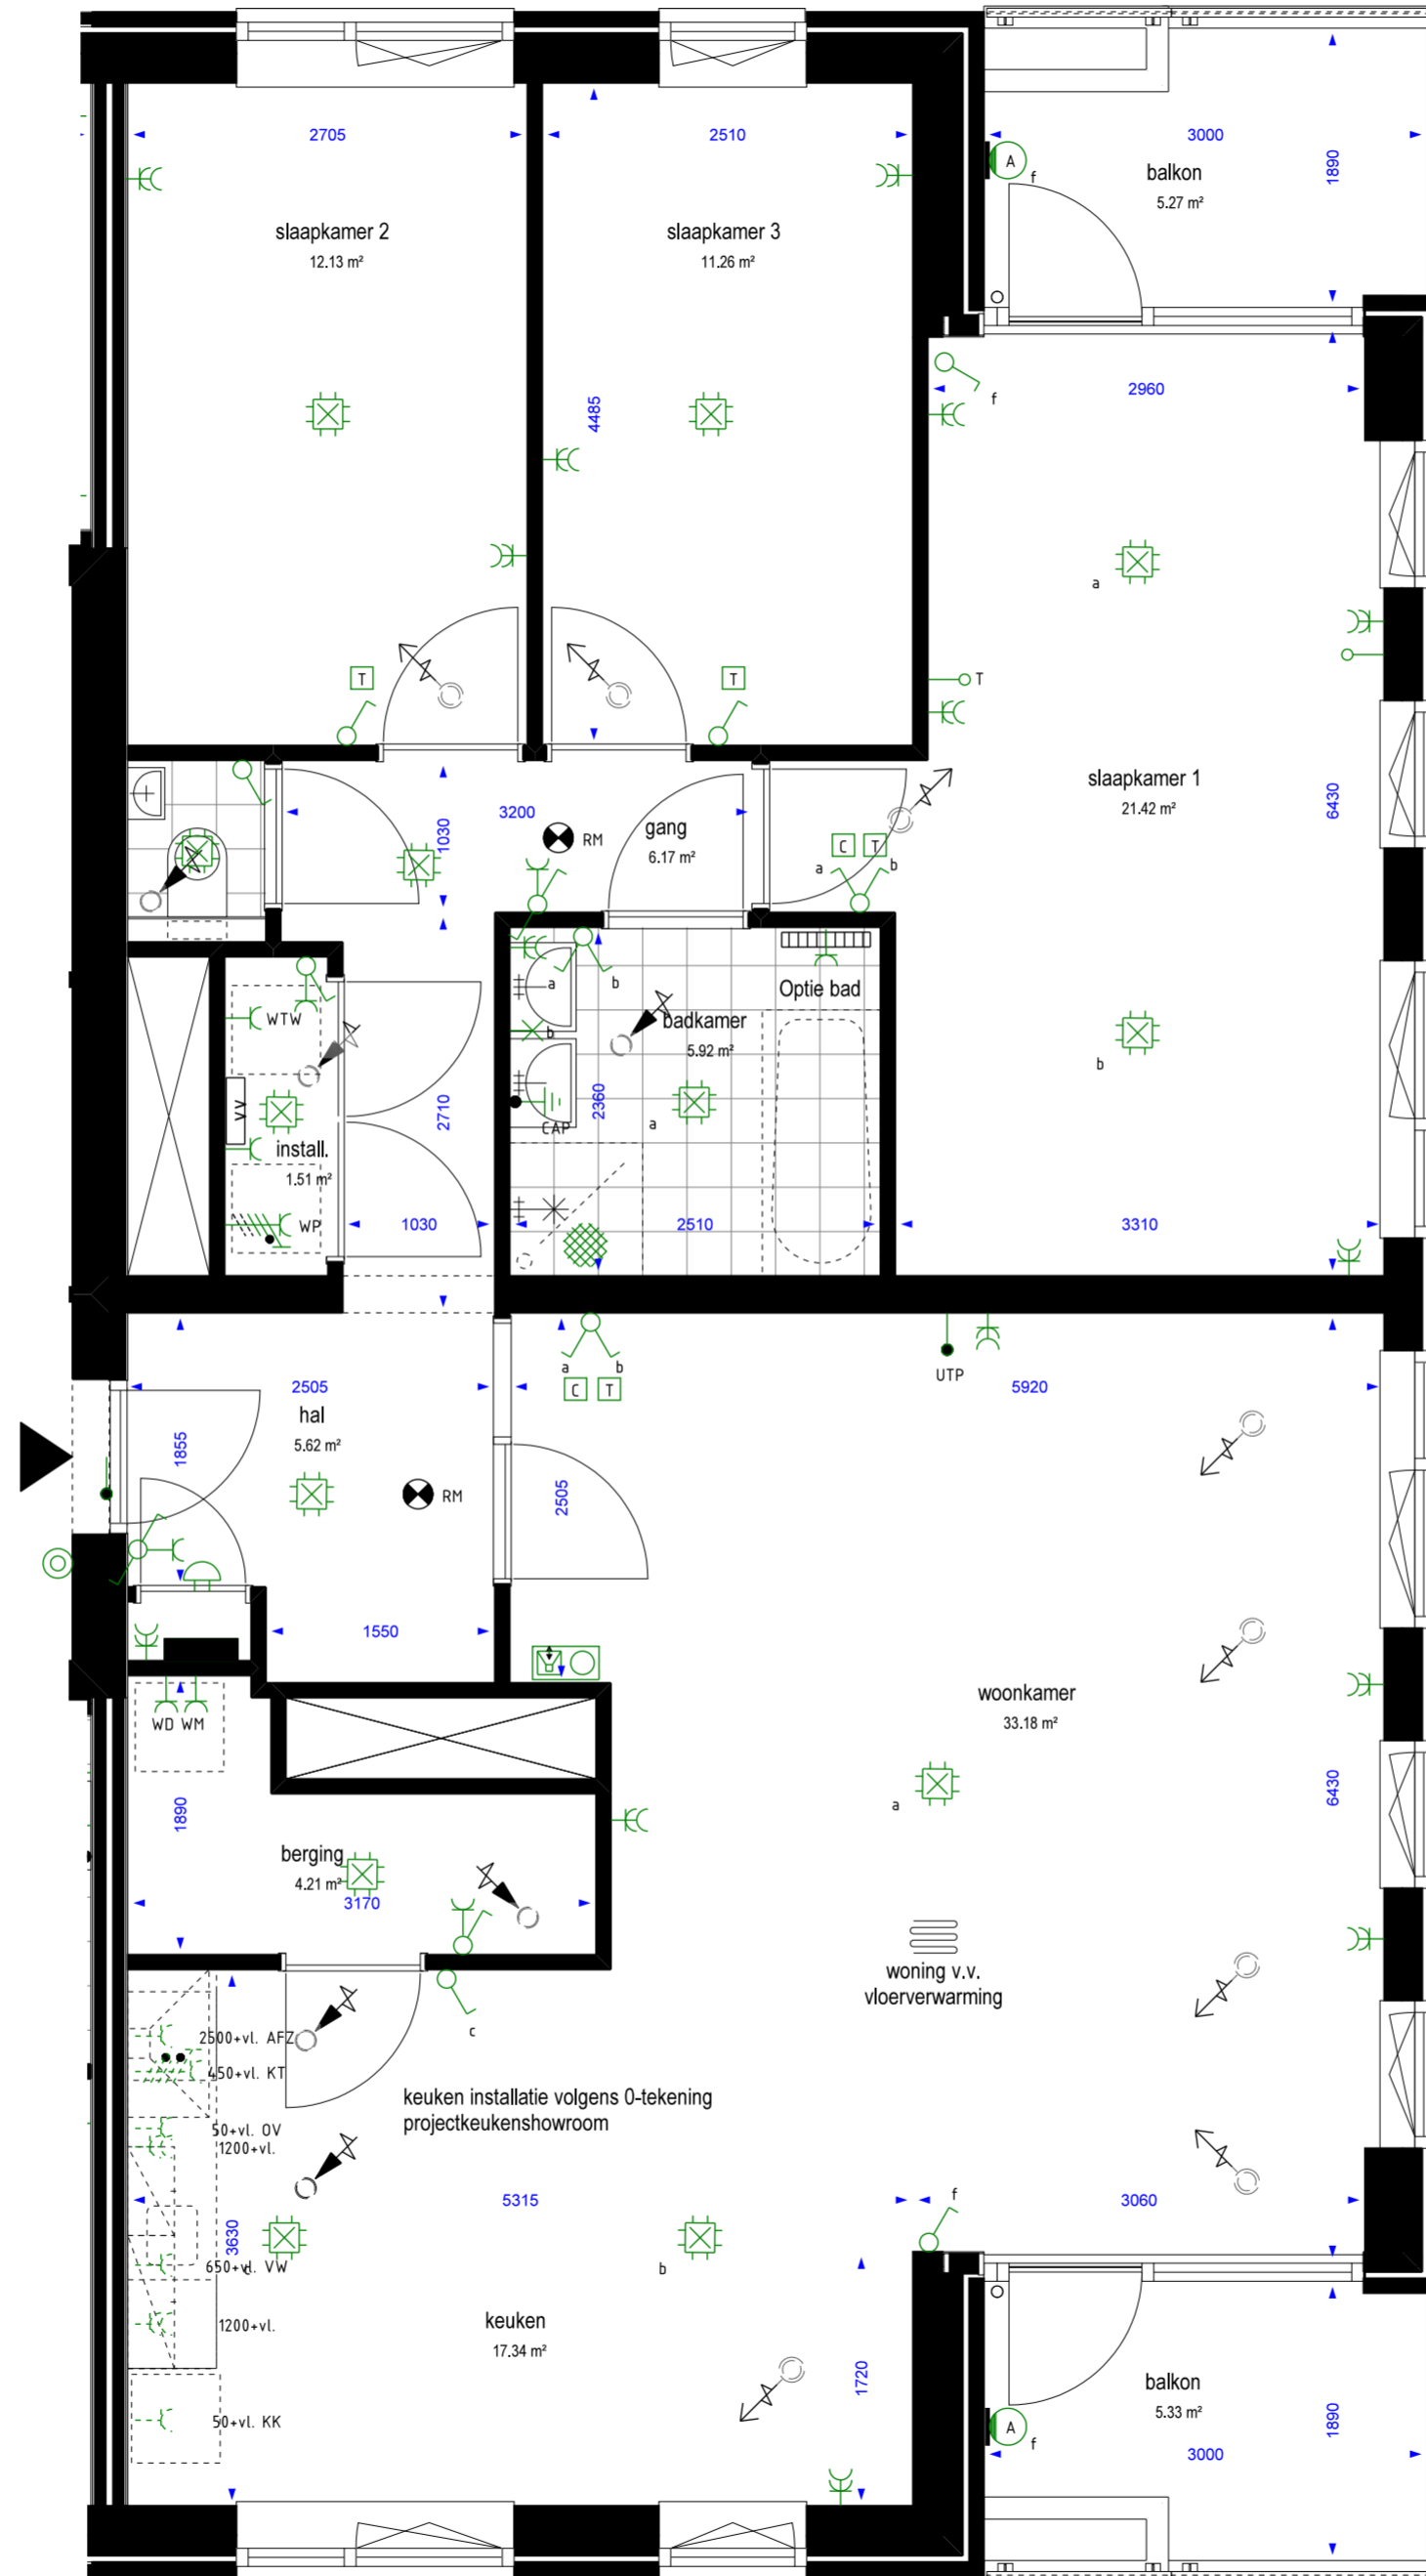 2705
2510
3000
A
f
1890
balkon
5.27 m²
slaapkamer 2
12.13 m²
slaapkamer 3
11.26 m²
4485
f
2960
a
T
T
T
slaapkamer 1
21.42 m²
6430
3200
1030
RM
gang
6.17 m²
C T
a
b
a
b
Optie bad
WTW
badkamer
5.92 m²
b
b
2360
CAP
a
VV
2710
install.
1.51 m²
WP
1030
2510
3310
a
b
C T
UTP
2505
5920
hal
5.62 m²
1855
RM
2505
1550
woonkamer
33.18 m²
WD WM
a
6430
1890
berging
4.21 m²
3170
woning v.v.
vloerverwarming
c
2500+vl. AFZ
450+vl. KT
keuken installatie volgens 0-tekening
projectkeukenshowroom
50+vl. OV
1200+vl.
5315
f
3060
3630
b
650+vl. VW
c
1200+vl.
keuken
17.34 m²
1720
balkon
5.33 m²
50+vl. KK
A
f
3000
1890